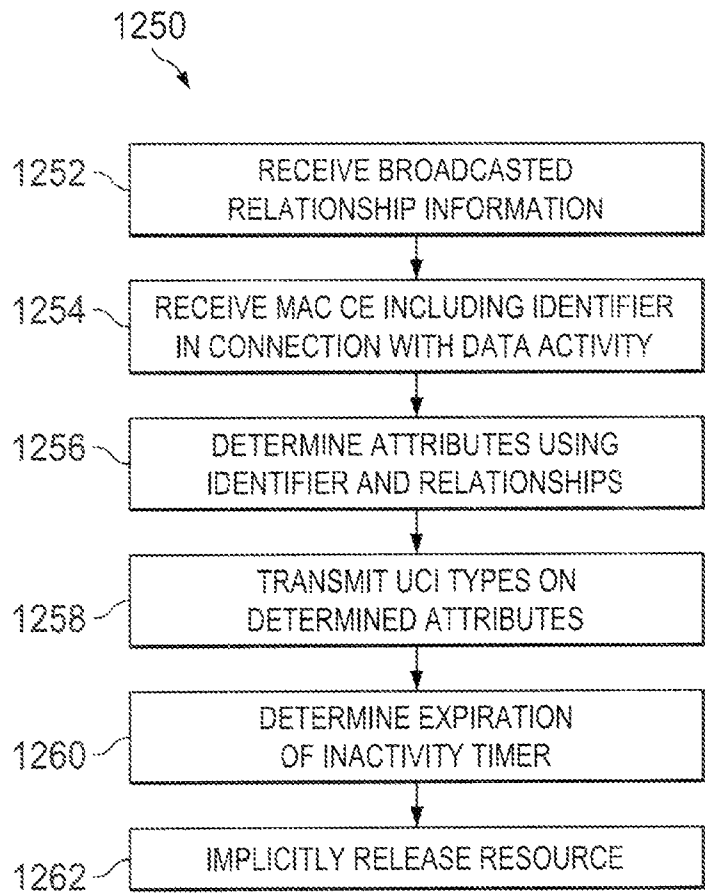 1250
1252
RECEIVE BROADCASTED
RELATIONSHIP INFORMATION
1254
RECEIVE MAC CE INCLUDING IDENTIFIER
IN CONNECTION WITH DATA ACTIVITY
1256
DETERMINE ATTRIBUTES USING
IDENTIFIER AND RELATIONSHIPS
1258
TRANSMIT UCI TYPES ON
DETERMINED ATTRIBUTES
1260
DETERMINE EXPIRATION
OF INACTIVITY TIMER
1262
IMPLICITLY RELEASE RESOURCE